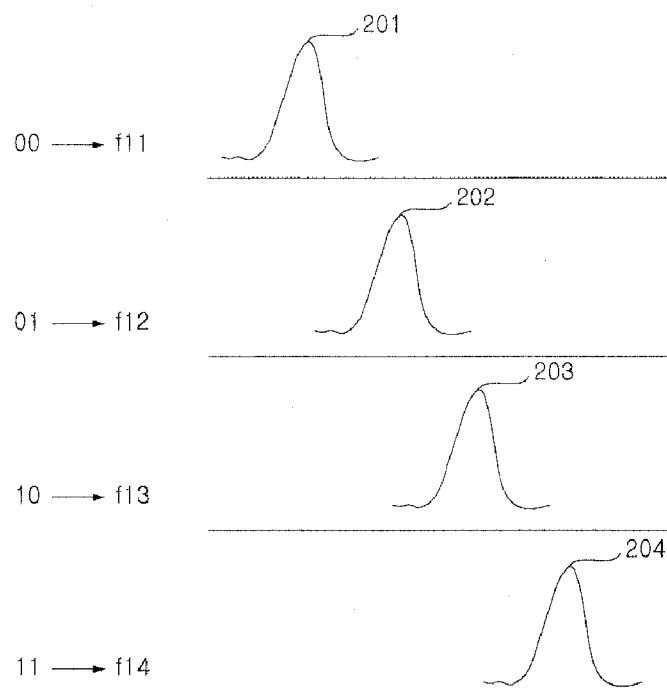 201
00 → f11
202
01 → f12
203
10 → f13
204
11 → f14